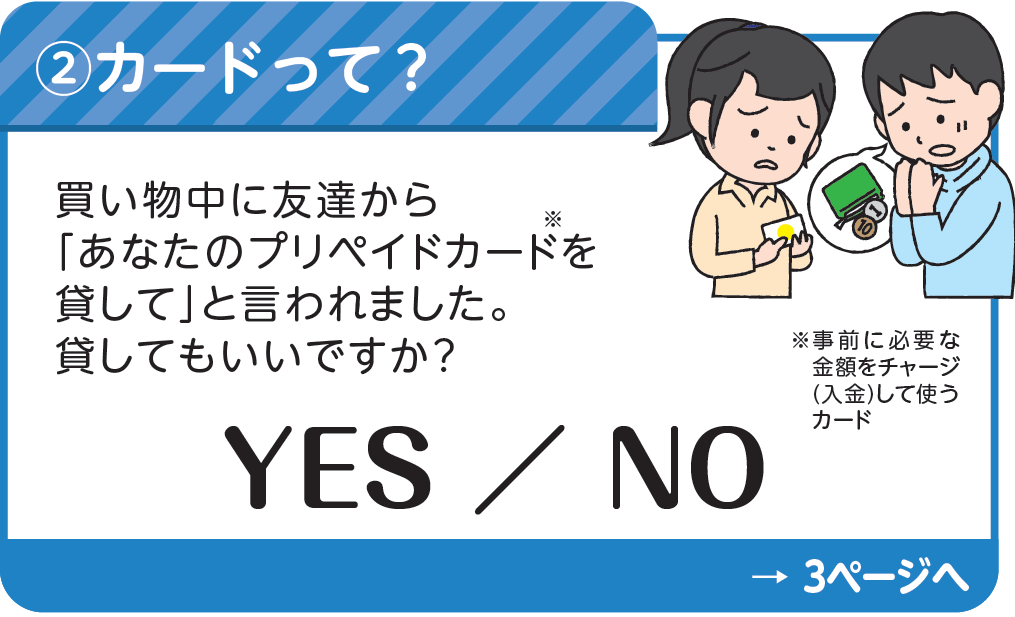 ②カードって？
買い物中に友達から
「あなたのプリペイドカード※を
貸して」と言われました。
貸してもいいですか？
1
10
※事前に必要な
金額をチャージ
(入金)して使う
カード
YES ／ NO
→ 3ページへ